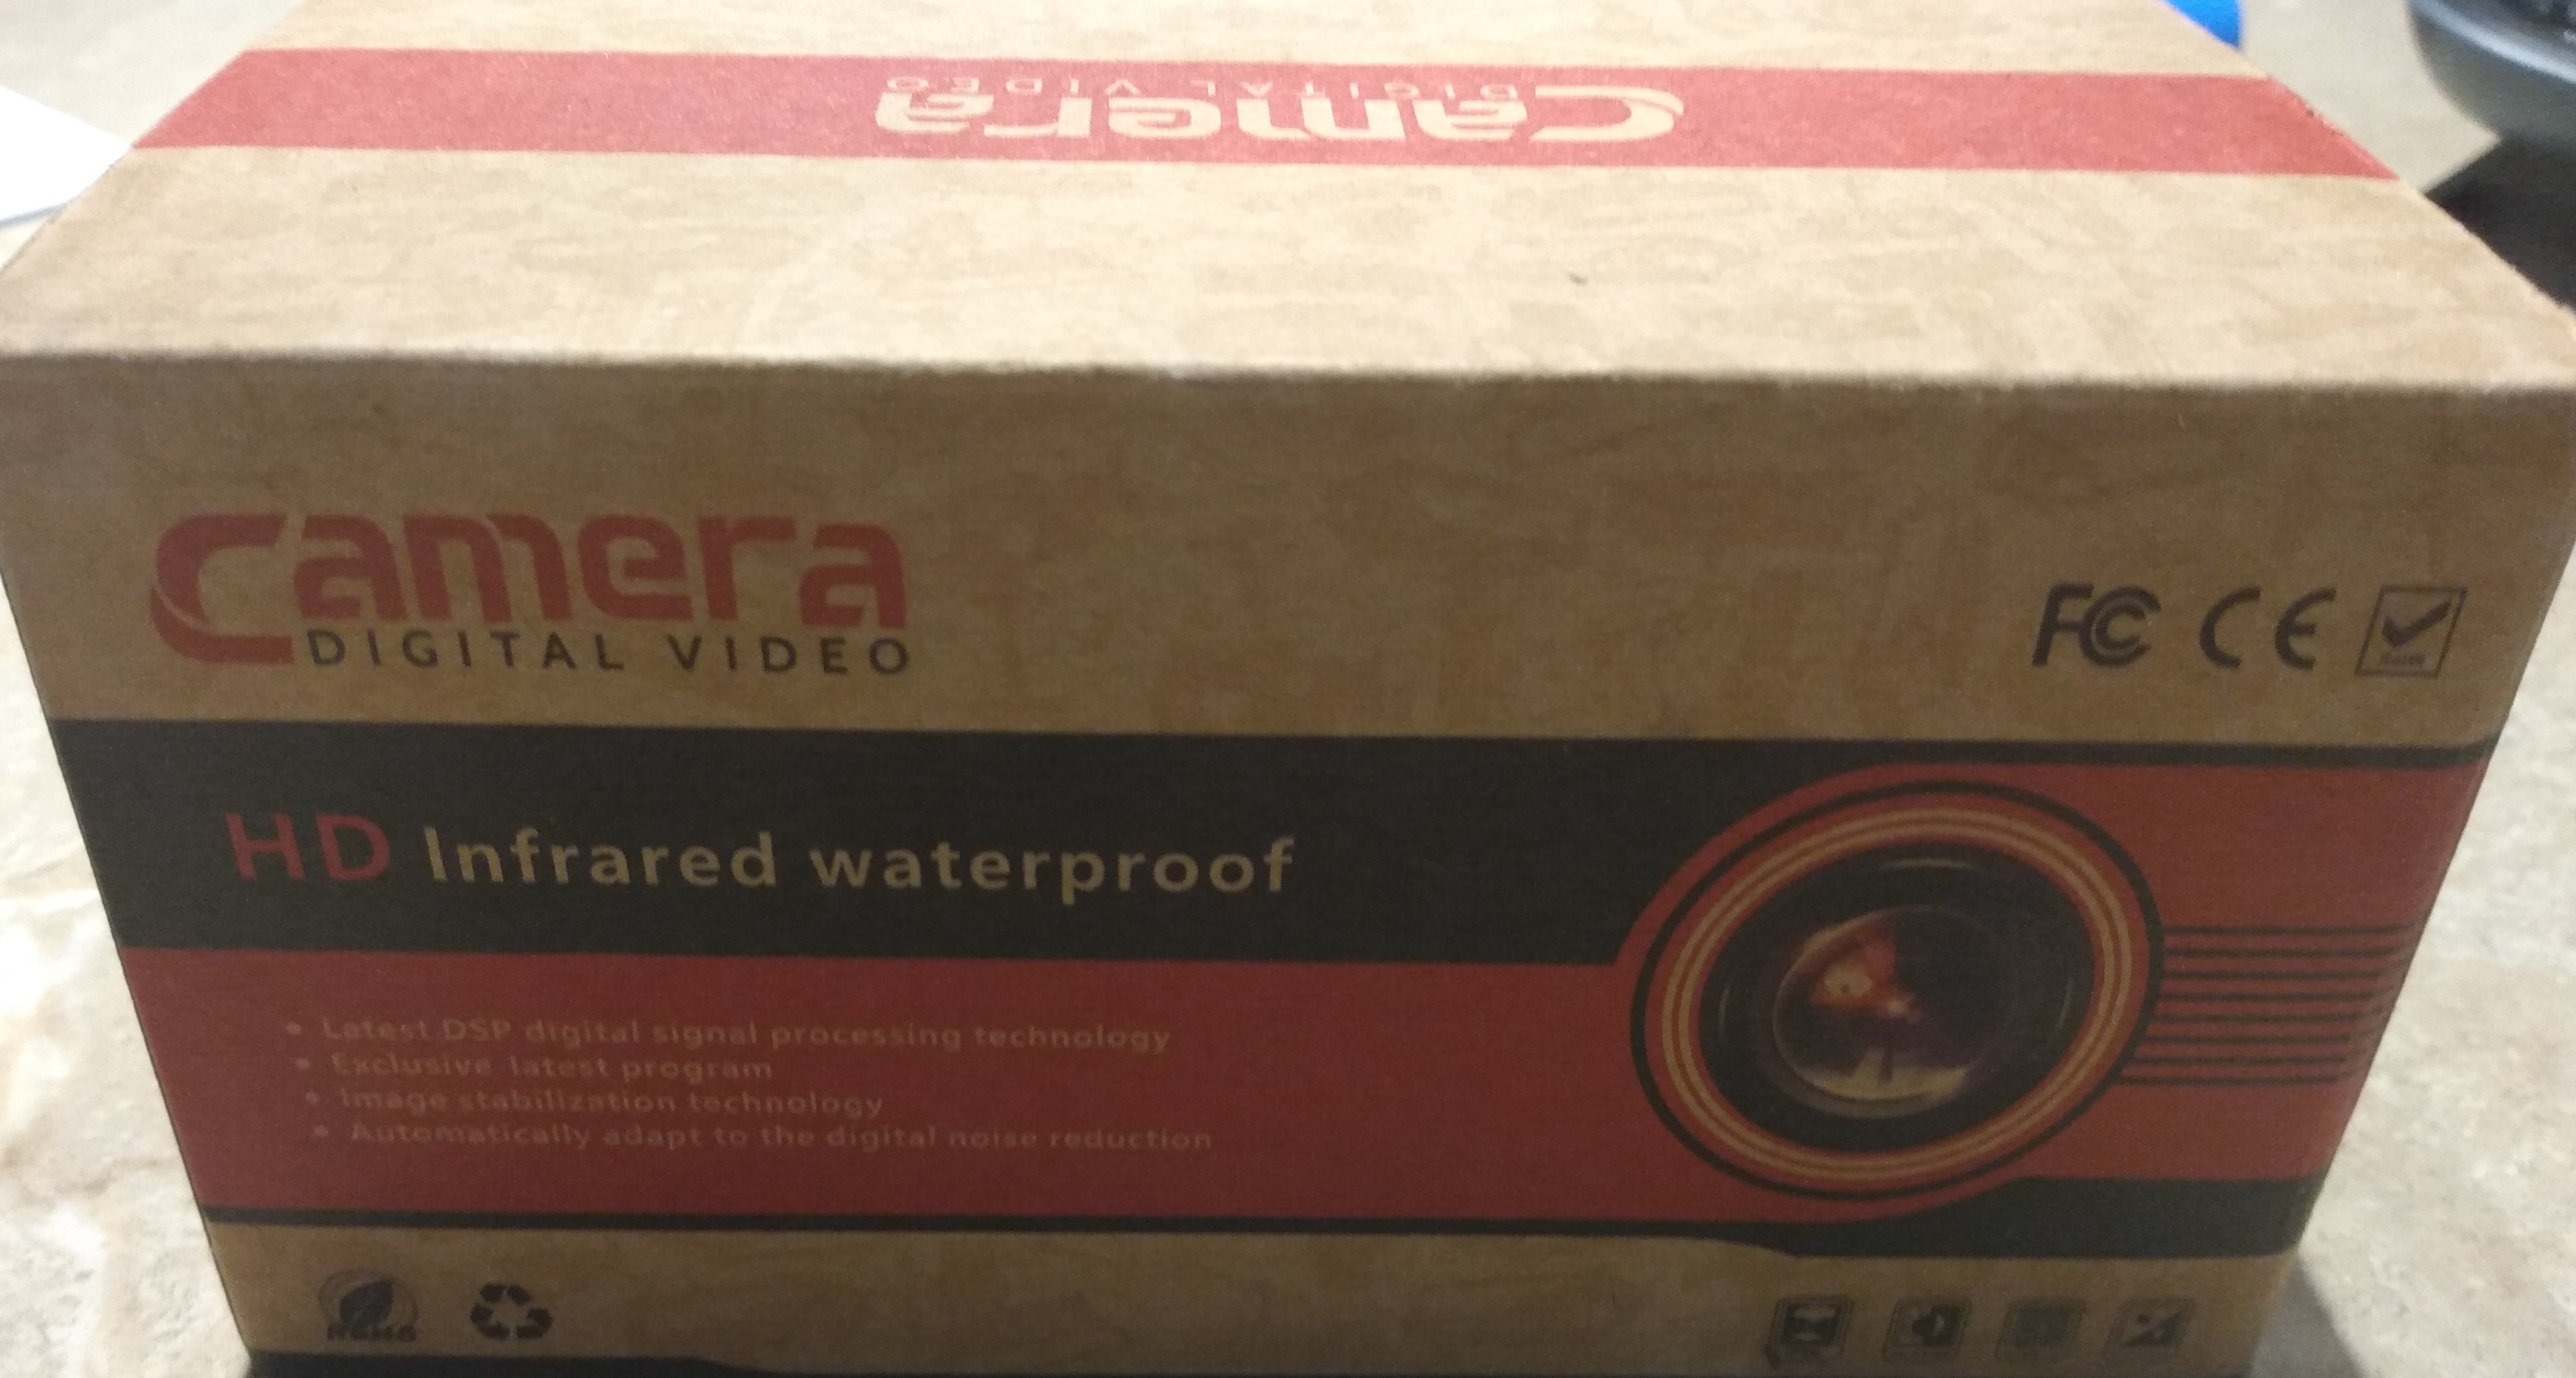 Camera
DIGITAL VIDEO
Camera
DIGITAL VIDEO
FC CE
HD Infrared waterproof
• Latest DSP digital signal processing technology
• Exclusive latest program
• Image stabilization technology
• Automatically adapt to the digital noise reduction
RoHS